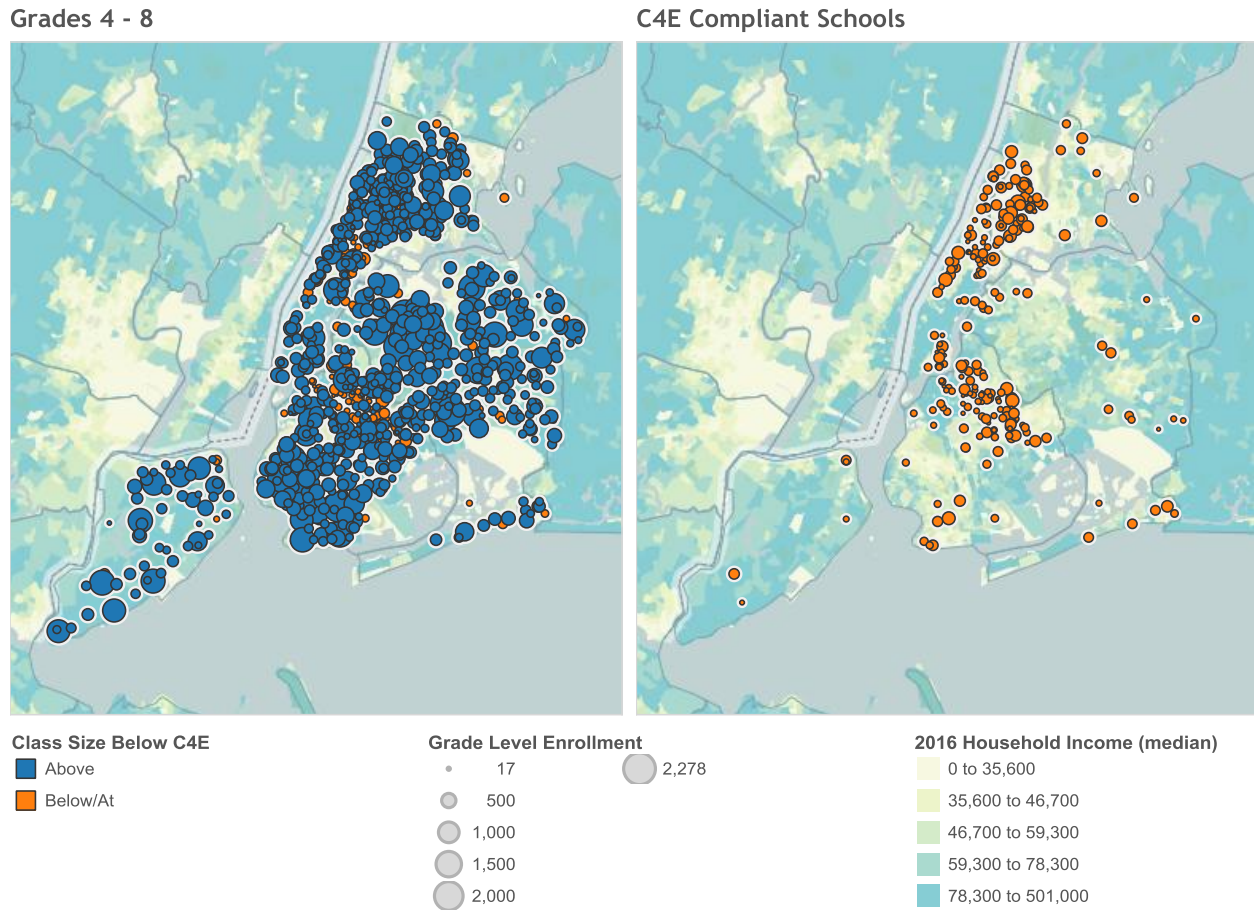 Grades 4 - 8
C4E Compliant Schools
Class Size Below C4E
Above
Below/At
Grade Level Enrollment
17
500
1,000
1,500
2,000
2,278
2016 Household Income (median)
0 to 35,600
35,600 to 46,700
46,700 to 59,300
59,300 to 78,300
78,300 to 501,000